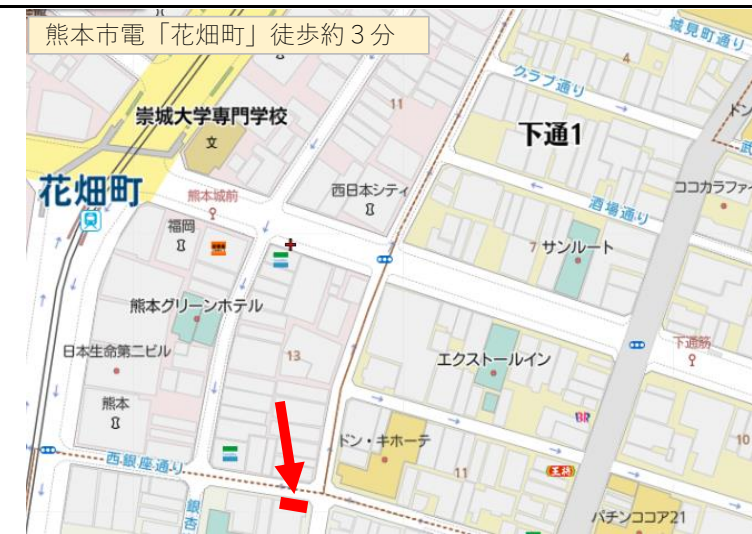 熊本市電「花畑町」徒歩約3分
城見町通り
4
クラブ通り
11
崇城大学専門学校
文
下通1
花畑町
熊本城前
西日本シティ
ココカラファイ
酒場通り
福岡
7
サンルート
熊本グリーンホテル
下通筋
日本生命第二ビル
13
エクストールイン
熊本
BR
ドン・キホーテ
10
西銀座通り
11
王将
銀杏
パチンココア21